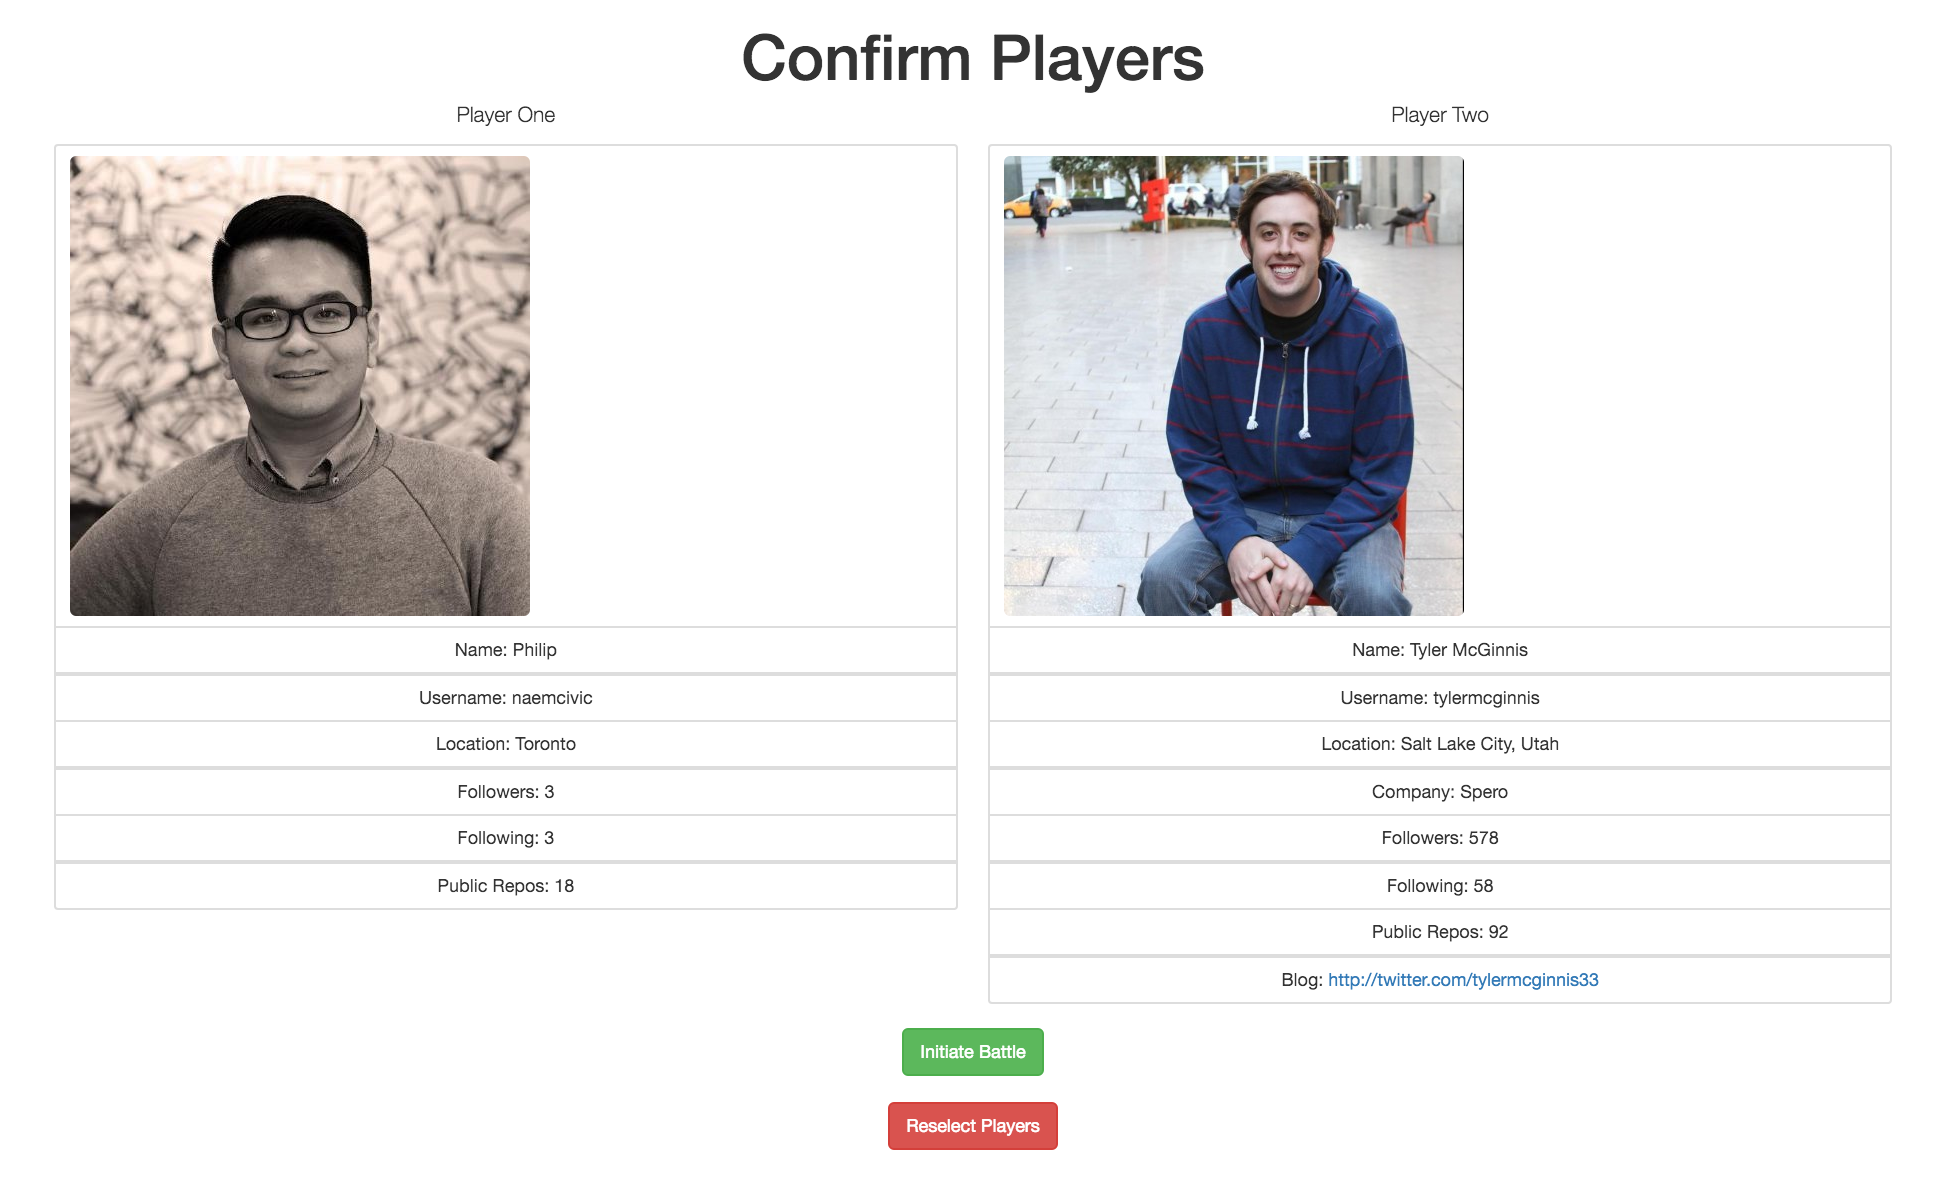 Confirm Players
Player One
Name: Philip
Username: naemcivic
Location: Toronto
Followers: 3
Following: 3
Public Repos: 18
Player Two
Name: Tyler McGinnis
Username: tylermcginnis
Location: Salt Lake City, Utah
Company: Spero
Followers: 578
Following: 58
Public Repos: 92
Blog: http://twitter.com/tylermcginnis33
Initiate Battle
Reselect Players